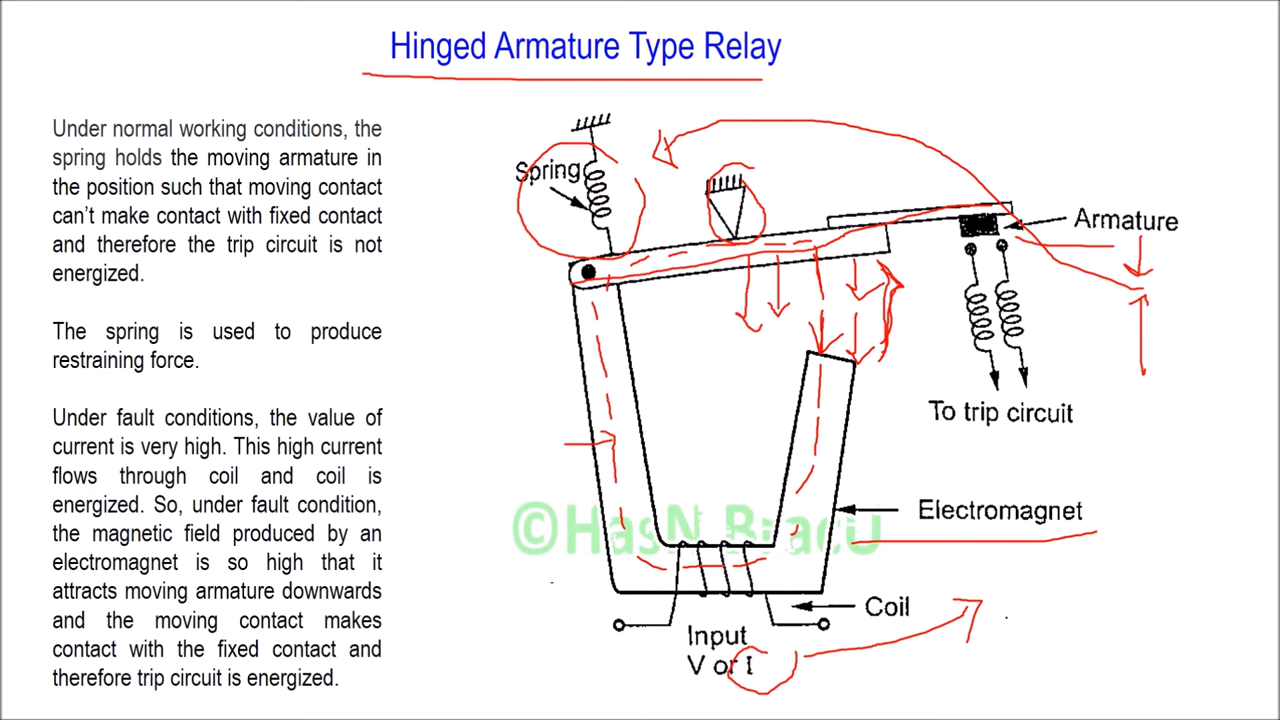 Hinged Armature Type Relay
Under normal working conditions, the
spring holds the moving armature in
the position such that moving contact
can't make contact with fixed contact
and therefore the trip circuit is not
energized.
The spring is used to produce
restraining force.
Under fault conditions, the value of
current is very high. This high current
flows through coil and coil is
energized. So, under fault condition,
the magnetic field produced by an
electromagnet is so high that it
attracts moving armature downwards
and the moving contact makes
contact with the fixed contact and
therefore trip circuit is energized.
Spring
Armature
To trip circuit
Electromagnet
©HasN BracU
Coil
Input
V or I